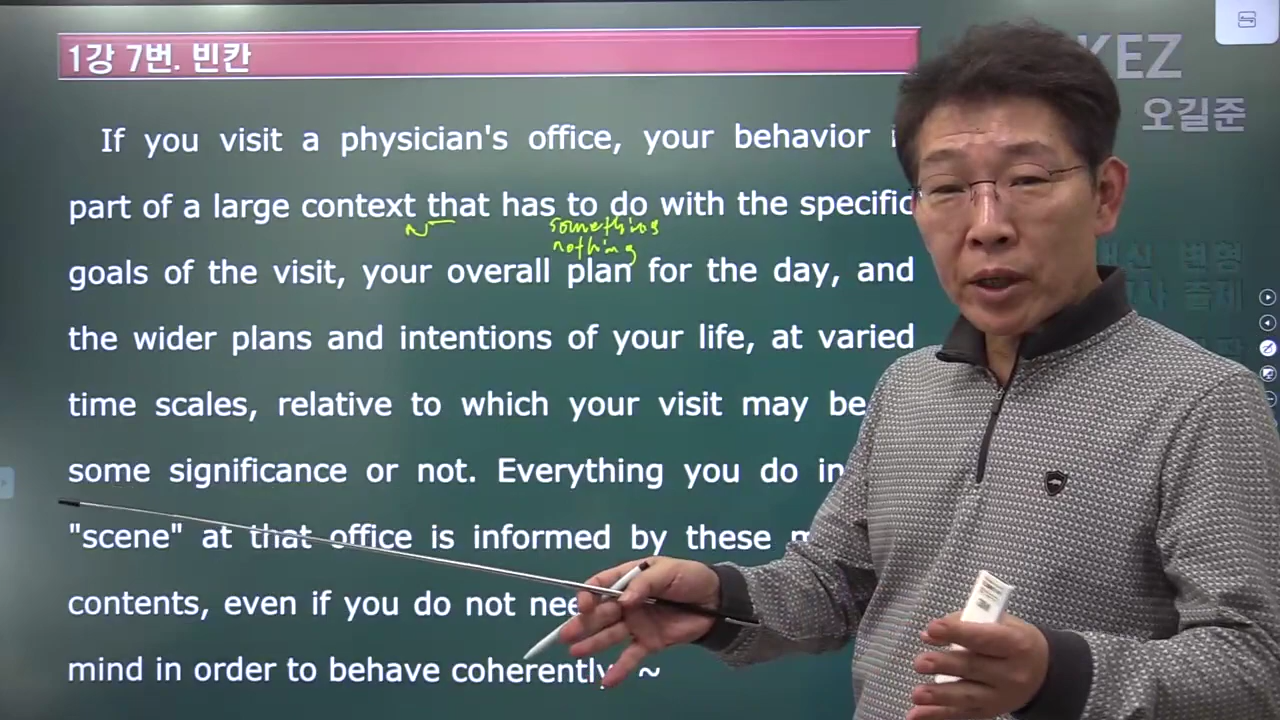 1강 7번. 빈칸
KEZ
오길준
If you visit a physician's office, your behavior
part of a large context that has to do with the specific
something
nothing
goals of the visit, your overall plan for the day, and
the wider plans and intentions of your life, at varied
time scales, relative to which your visit may be
some significance or not. Everything you do in
"scene" at that office is informed by these
contents, even if you do not
mind in order to behave coherently ~
변형